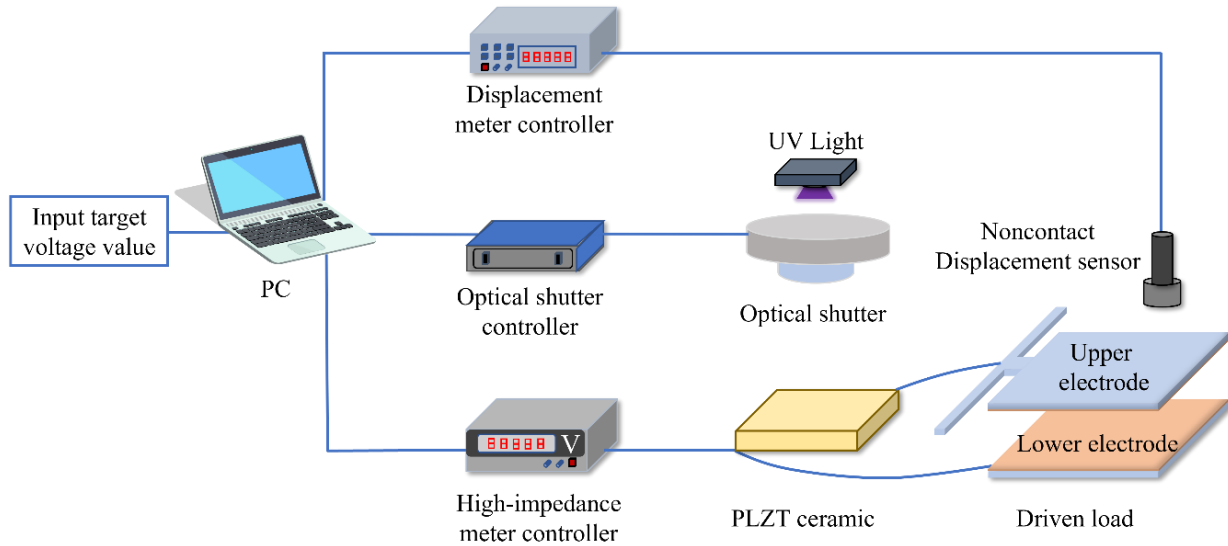 Displacement
meter controller
UV Light
Input target
voltage value
PC
Optical shutter
controller
Optical shutter
Noncontact
Displacement sensor
Upper
electrode
Lower electrode
V
High-impedance
meter controller
PLZT ceramic
Driven load